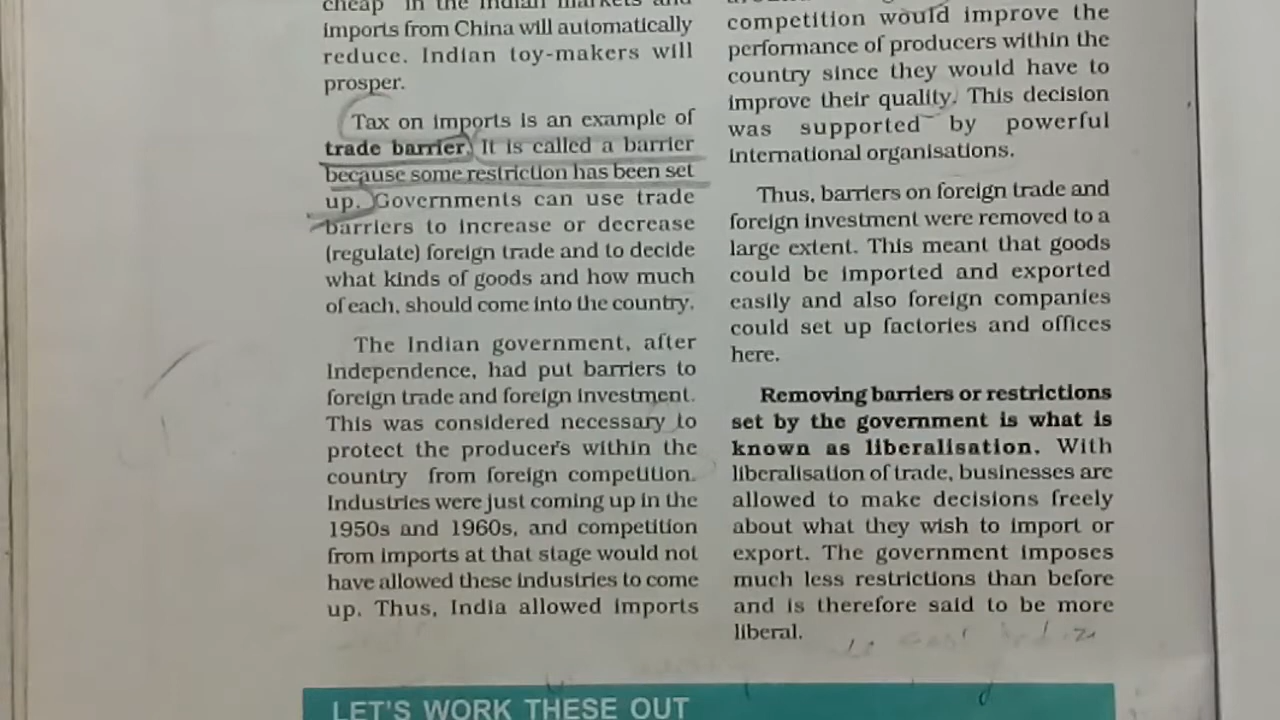 cheap in the Indian markets and
imports from China will automatically
reduce. Indian toy-makers will
prosper.
Tax on imports is an example of
trade barrier. It is called a barrier
because some restriction has been set
up. Governments can use trade
barriers to increase or decrease
(regulate) foreign trade and to decide
what kinds of goods and how much
of each, should come into the country.
The Indian government, after
Independence, had put barriers to
foreign trade and foreign investment.
This was considered necessary to
protect the producers within the
country from foreign competition.
Industries were just coming up in the
1950s and 1960s, and competition
from imports at that stage would not
have allowed these industries to come
up. Thus, India allowed imports
competition would improve the
performance of producers within the
country since they would have to
improve their quality. This decision
was supported by powerful
international organisations.
Thus, barriers on foreign trade and
foreign investment were removed to a
large extent. This meant that goods
could be imported and exported
easily and also foreign companies
could set up factories and offices
here.
Removing barriers or restrictions
set by the government is what is
known as liberalisation. With
liberalisation of trade, businesses are
allowed to make decisions freely
about what they wish to import or
export. The government imposes
much less restrictions than before
and is therefore said to be more
liberal.
LET'S WORK THESE OUT